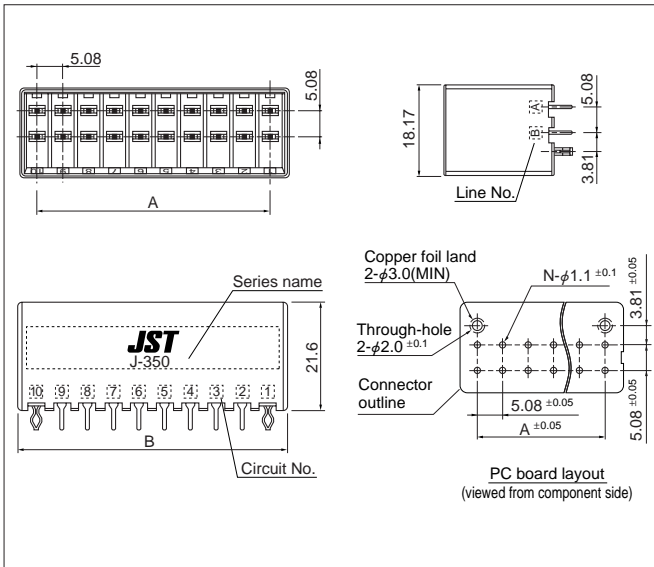 5.08
5.08
A
18.17
A
B
5.08
3.81
Line No.
Series name
JST
J-350
21.6
10 9 8 7 6 5 4 3 2 1
B
Circuit No.
Copper foil land
2-φ3.0(MIN)
N-φ1.1 ±0.1
Through-hole
2-φ2.0 ±0.1
Connector
outline
3.81 ±0.05
5.08 ±0.05
5.08 ±0.05
A ±0.05
PC board layout
(viewed from component side)